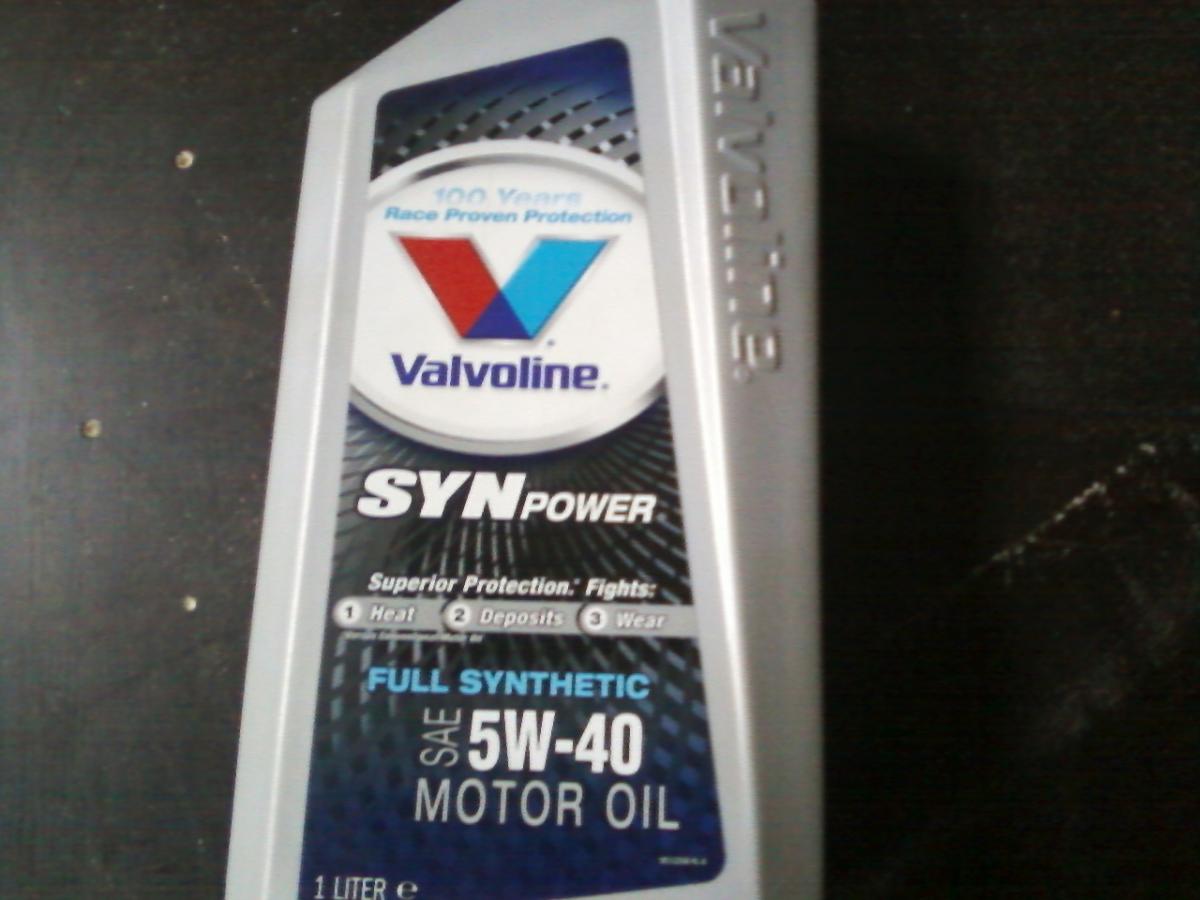 100 Years
Race Proven Protection
Valvoline
SYNPOWER
Superior Protection. Fights:
1 Heat 2 Deposits 3 Wear
FULL SYNTHETIC
SAE 5W-40
MOTOR OIL
1 LITER e
Valvoline